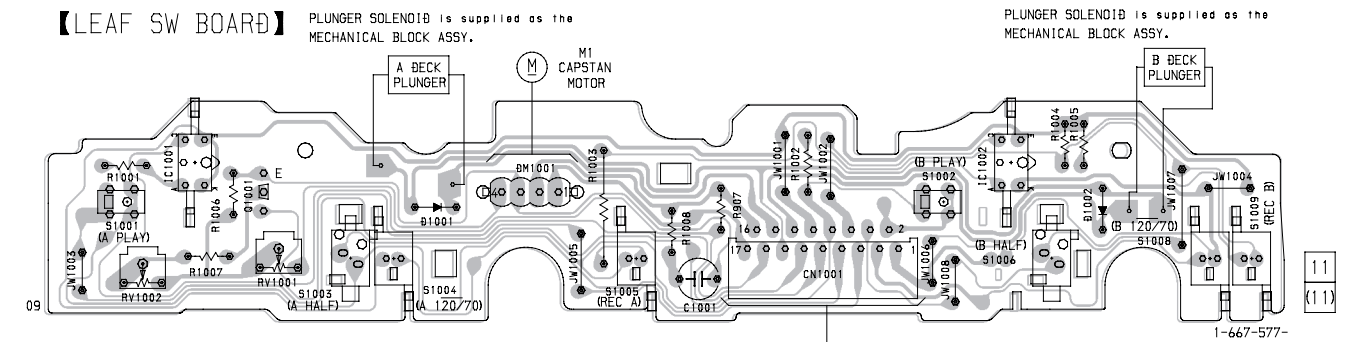 【LEAF SW BOARD】
PLUNGER SOLENOID is supplied as the
MECHANICAL BLOCK ASSY.
PLUNGER SOLENOID is supplied as the
MECHANICAL BLOCK ASSY.
A DECK
PLUNGER
M
M1
CAPSTAN
MOTOR
B DECK
PLUNGER
R1001
IC1001
S1001
(A PLAY)
R1006
Q1001
E
D1001
BM1001
4
1
R1003
JW1001
R1002
JW1002
(B PLAY)
S1002
IC1002
R1004
R1005
D1002
JW1007
JW1004
S1009
(REC B)
(B 120/70)
S1008
JW1003
RV1002
R1007
RV1001
S1003
(A HALF)
S1004
(A 120/70)
JW1005
S1005
(REC A)
R1008
R907
C1001
16
2
17
1
CN1001
JW1008
(B HALF)
S1006
09
11
(11)
1-667-577-